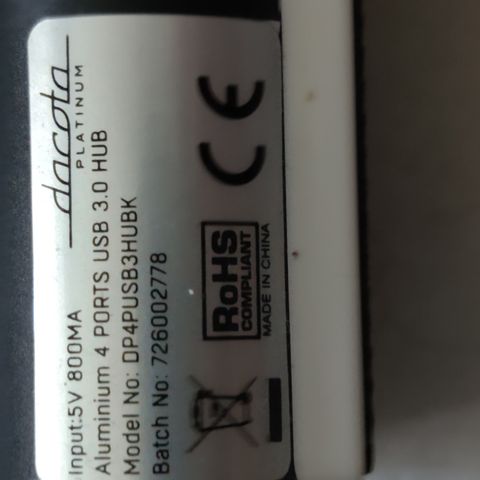 dacota
PLATINUM
Input:5V 800MA
Aluminium 4 PORTS USB 3.0 HUB
Model No: DP4PUSB3HUBK
Batch No: 726002778
CE
RoHS
COMPLIANT
MADE IN CHINA